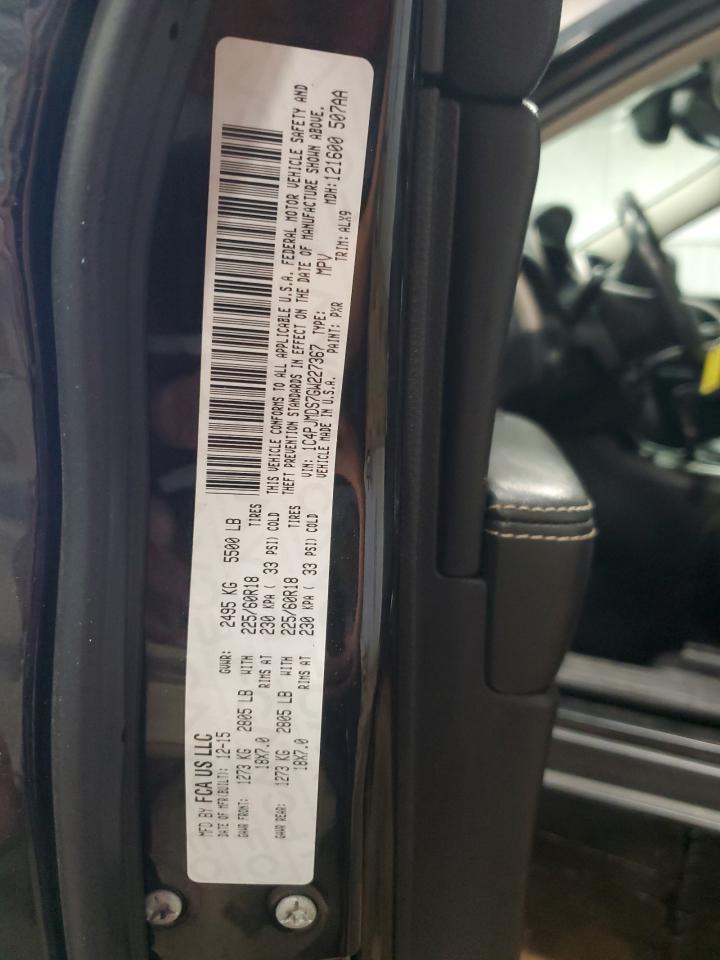 MFD BY FCA US LLC
DATE OF MFR(BUILT): 12-15 GVWR: 2495 KG 5500 LB
GAWR FRONT: 1273 KG 2805 LB WITH 225/60R18 TIRES
18X7.0 RIMS AT 230 KPA ( 33 PSI) COLD
GAWR REAR: 1273 KG 2805 LB WITH 225/60R18 TIRES
18X7.0 RIMS AT 230 KPA ( 33 PSI) COLD
THIS VEHICLE CONFORMS TO ALL APPLICABLE U.S.A. FEDERAL MOTOR VEHICLE SAFETY AND
THEFT PREVENTION STANDARDS IN EFFECT ON THE DATE OF MANUFACTURE SHOWN ABOVE.
VIN: 1C4PJMDS7GW227367 TYPE: MPV MDH:121600 507AA
VEHICLE MADE IN U.S.A. PAINT: PXR TRIM: ALX9